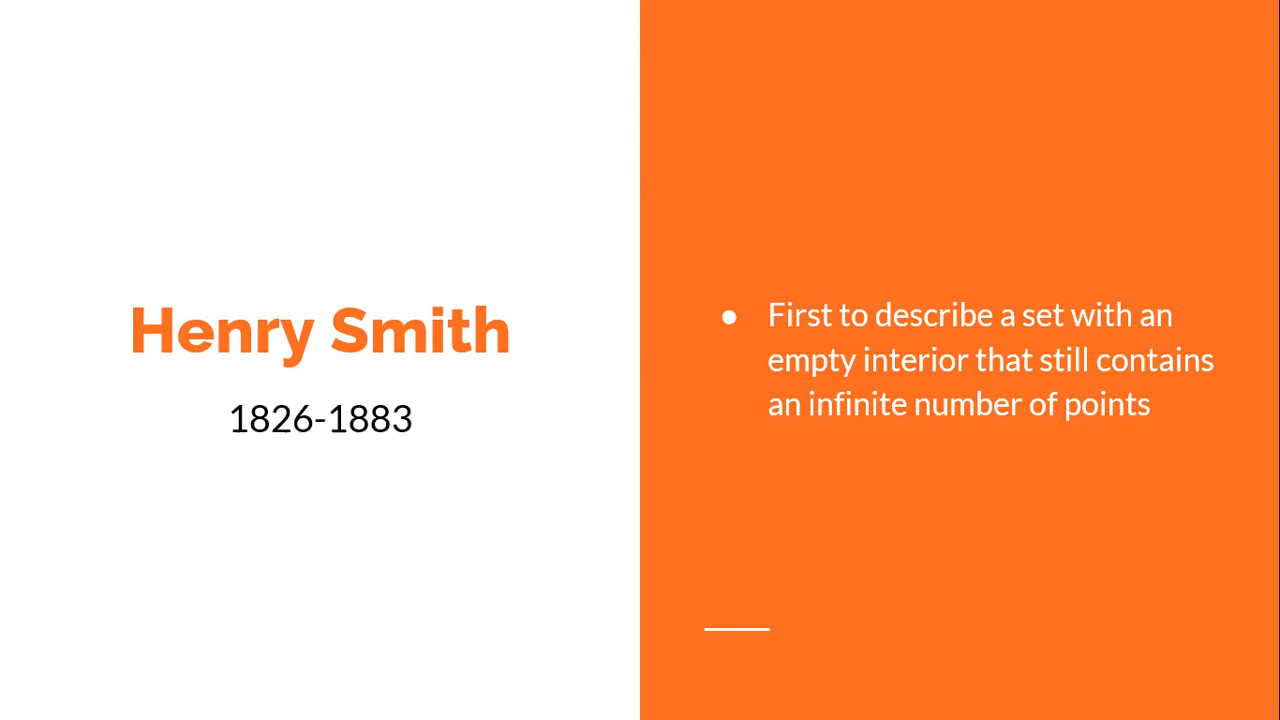 Henry Smith
1826-1883
● First to describe a set with an
empty interior that still contains
an infinite number of points